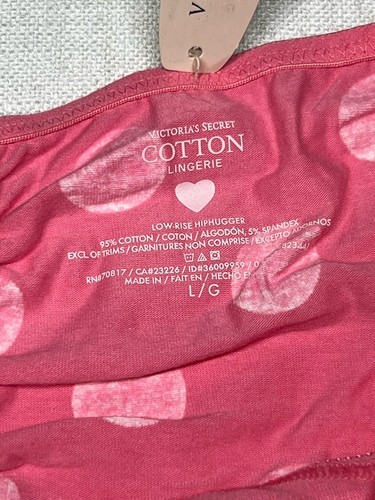 V
VICTORIA'S SECRET
COTTON
LINGERIE
LOW-RISE HIPHUGGER
95% COTTON / COTON / ALGODÓN, 5% SPANDEX
EXCL OF TRIMS / GARNITURES NON COMPRISE / EXCEPTO ADORNOS
RN#70817 / CA#23226 / ID#36009959 /
MADE IN / FAIT EN / HECHO EN
L/G